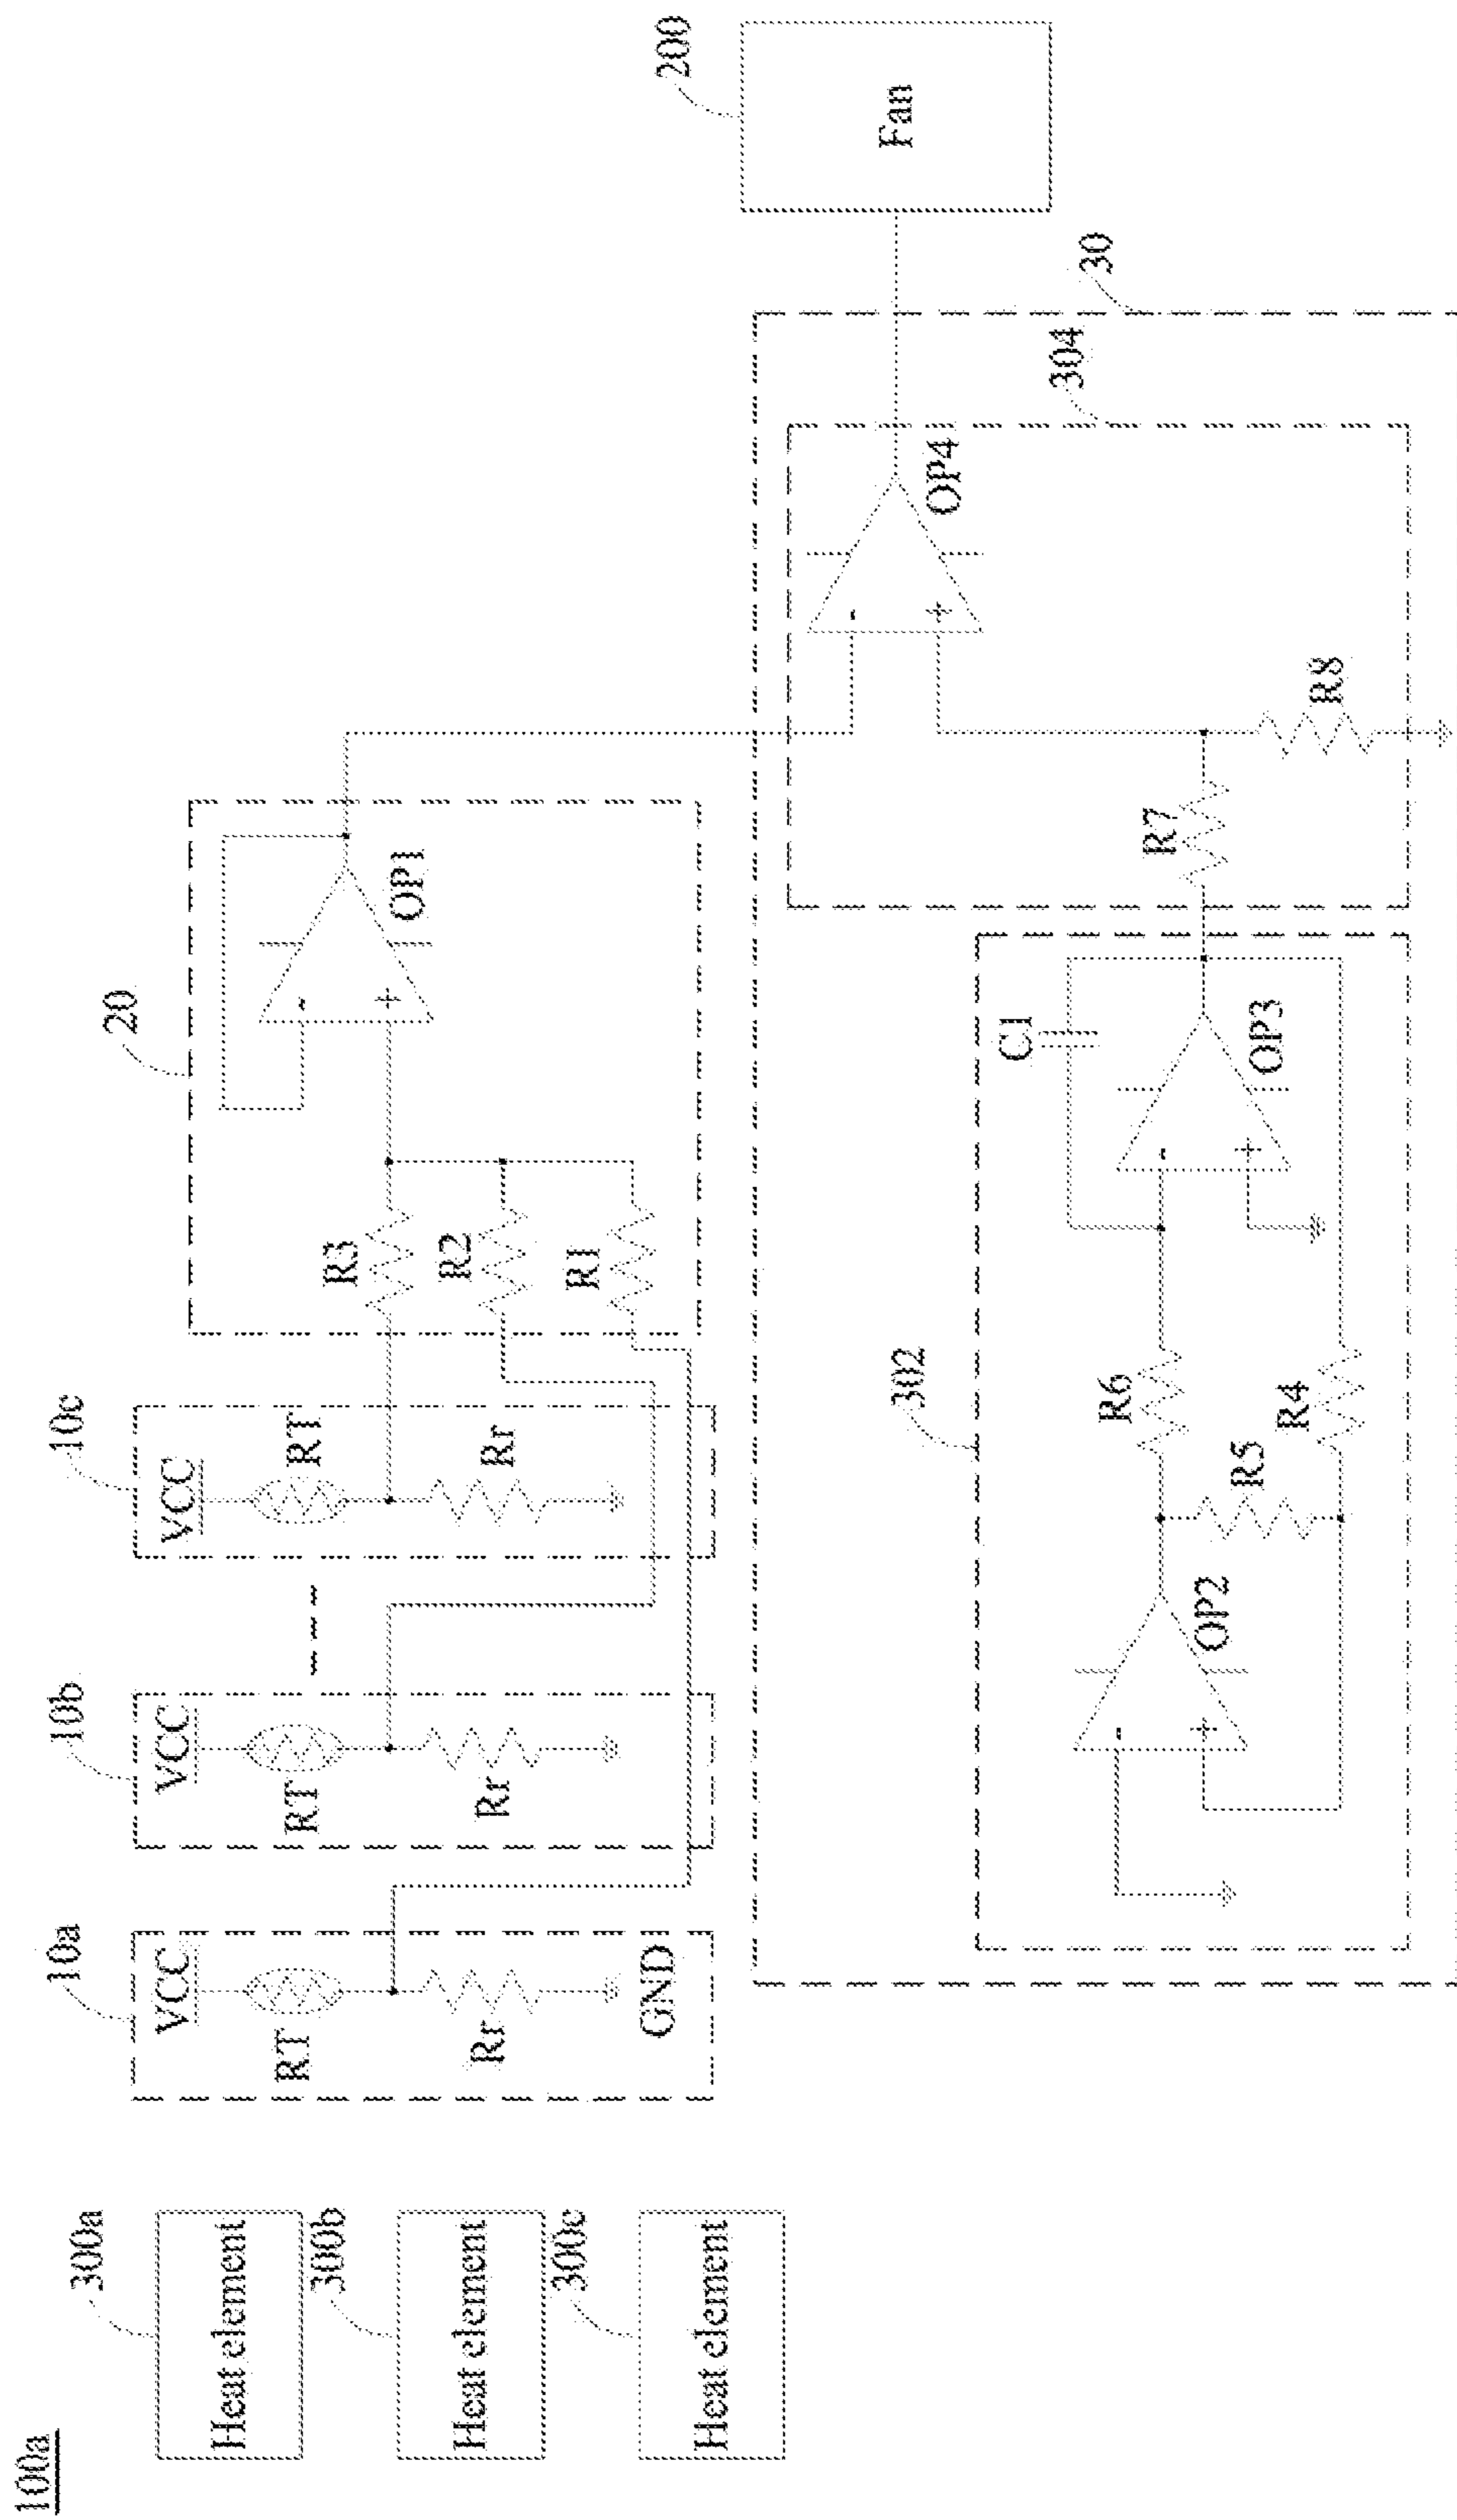 100a
300a
Heat element
300b
Heat element
300c
Heat element
10a
VCC
RT
Rr
GND
10b
VCC
RT
Rr
10c
VCC
RT
Rr
20
R3
R2
R1
-
+
OP1
30
302
-
+
OP2
R5
R6
R4
C1
-
+
OP3
304
R7
R8
-
+
OP4
200
Fan